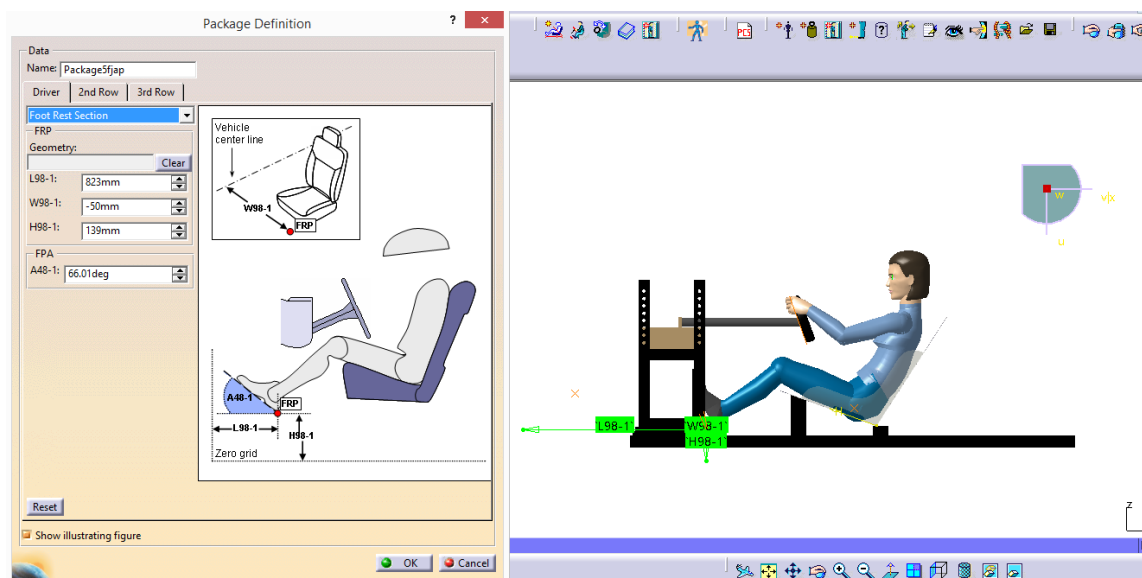 Package Definition
?
Data
Name: Package5fjap
Driver
2nd Row
3rd Row
Foot Rest Section
FRP
Geometry:
Clear
L98-1: 823mm
W98-1: -50mm
H98-1: 139mm
FPA
A48-1: 66.01deg
Vehicle
center line
W98-1
FRP
A48-1
FRP
L98-1
H98-1
Zero grid
Reset
Show illustrating figure
OK
Cancel
PCS
w
v|x
u
`L98-1`
`W98-1`
`H98-1`
z